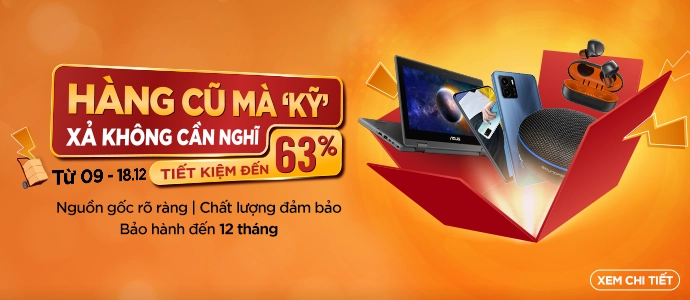 HÀNG CŨ MÀ ‘KỸ’
XẢ KHÔNG CẦN NGHĨ
Từ 09 - 18.12
TIẾT KIỆM ĐẾN 63%
Nguồn gốc rõ ràng | Chất lượng đảm bảo
Bảo hành đến 12 tháng
ASUS
XEM CHI TIẾT